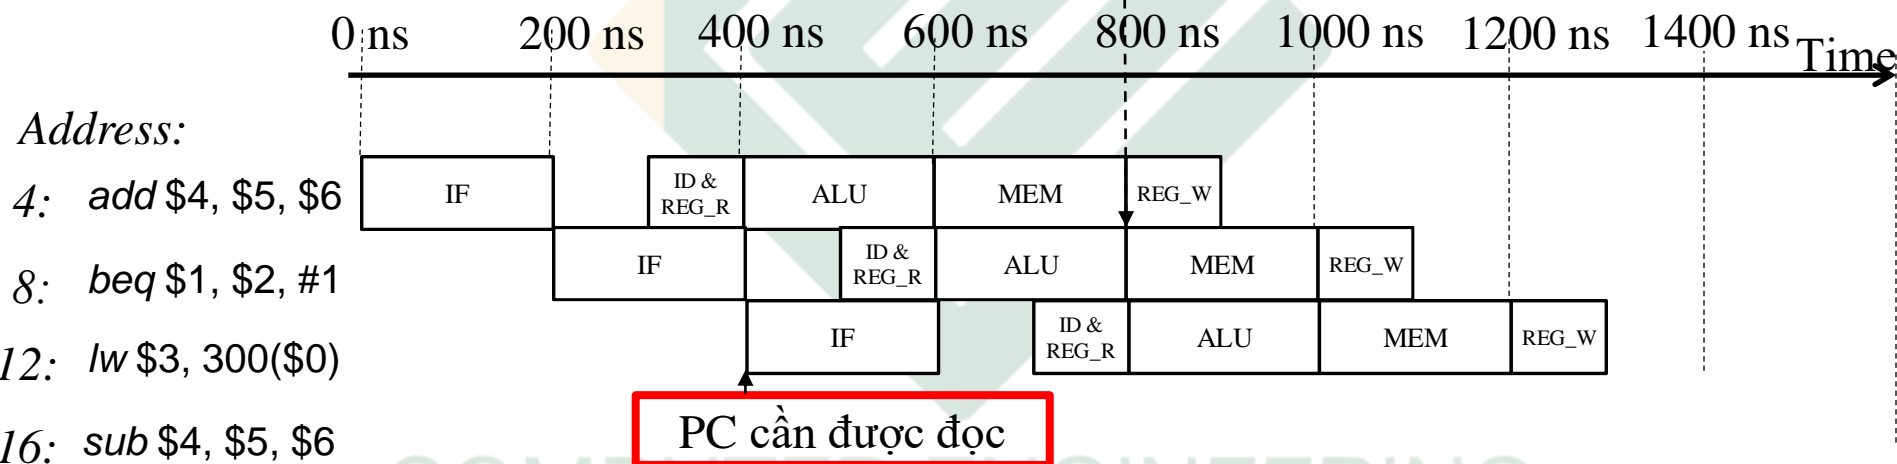 0 ns 200 ns 400 ns 600 ns 800 ns 1000 ns 1200 ns 1400 ns Time
Address:
4: add $4, $5, $6 IF ID & REG_R ALU MEM REG_W
8: beq $1, $2, #1 IF ID & REG_R ALU MEM REG_W
12: lw $3, 300($0) IF ID & REG_R ALU MEM REG_W
PC cần được đọc
16: sub $4, $5, $6
COMPUTER ENGINEERING